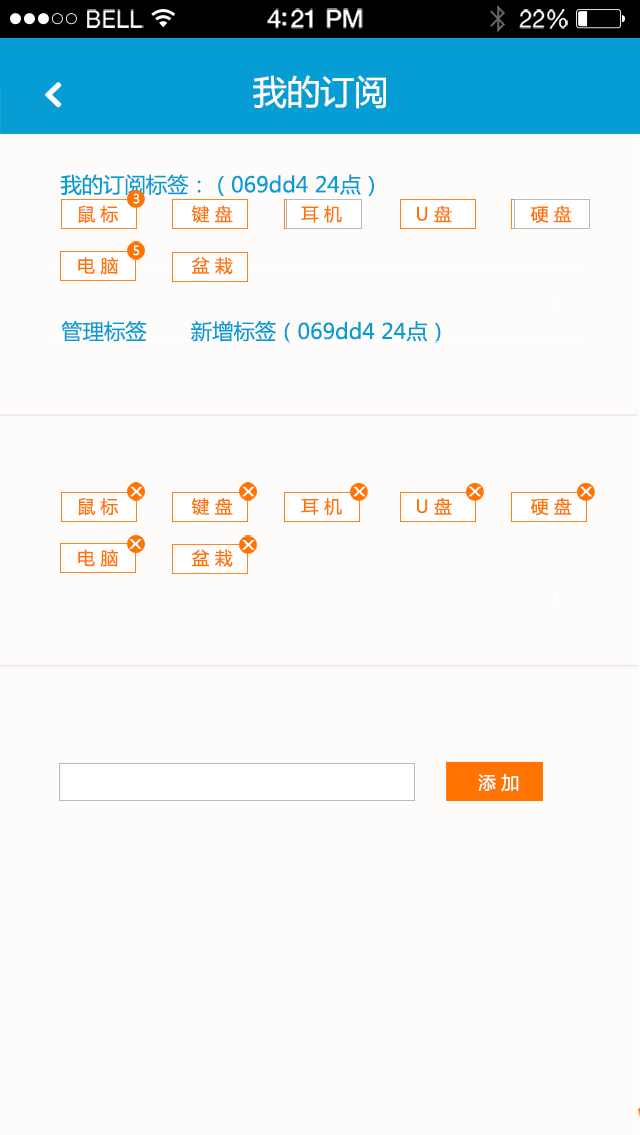 BELL 4:21 PM 22%
我的订阅
我的订阅标签：（069dd4 24点）
鼠标 3 键盘 耳机 U盘 硬盘
电脑 5 盆栽
管理标签 新增标签（069dd4 24点）
鼠标 键盘 耳机 U盘 硬盘
电脑 盆栽
添加